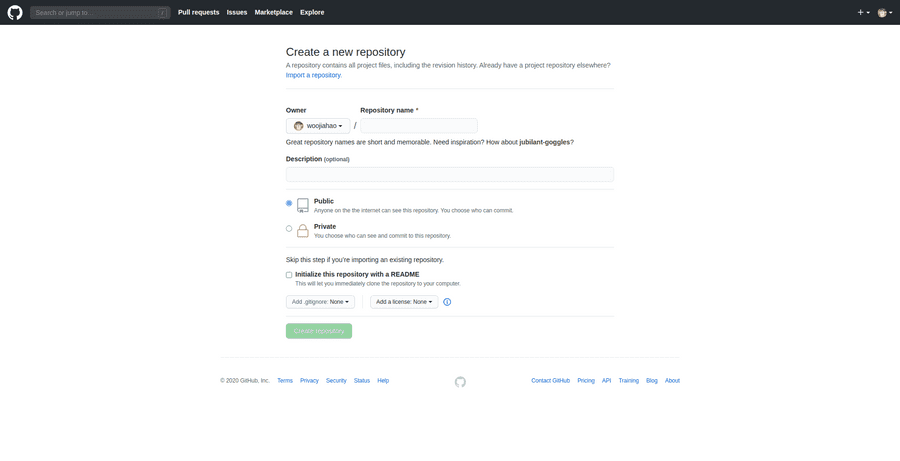 Search or jump to... /
Pull requests Issues Marketplace Explore
Create a new repository
A repository contains all project files, including the revision history. Already have a project repository elsewhere?
Import a repository.
Owner Repository name *
woojiahao /
Great repository names are short and memorable. Need inspiration? How about jubilant-goggles?
Description (optional)
Public
Anyone on the the internet can see this repository. You choose who can commit.
Private
You choose who can see and commit to this repository.
Skip this step if you're importing an existing repository.
Initialize this repository with a README
This will let you immediately clone the repository to your computer.
Add .gitignore: None Add a license: None
Create repository
© 2020 GitHub, Inc. Terms Privacy Security Status Help Contact GitHub Pricing API Training Blog About